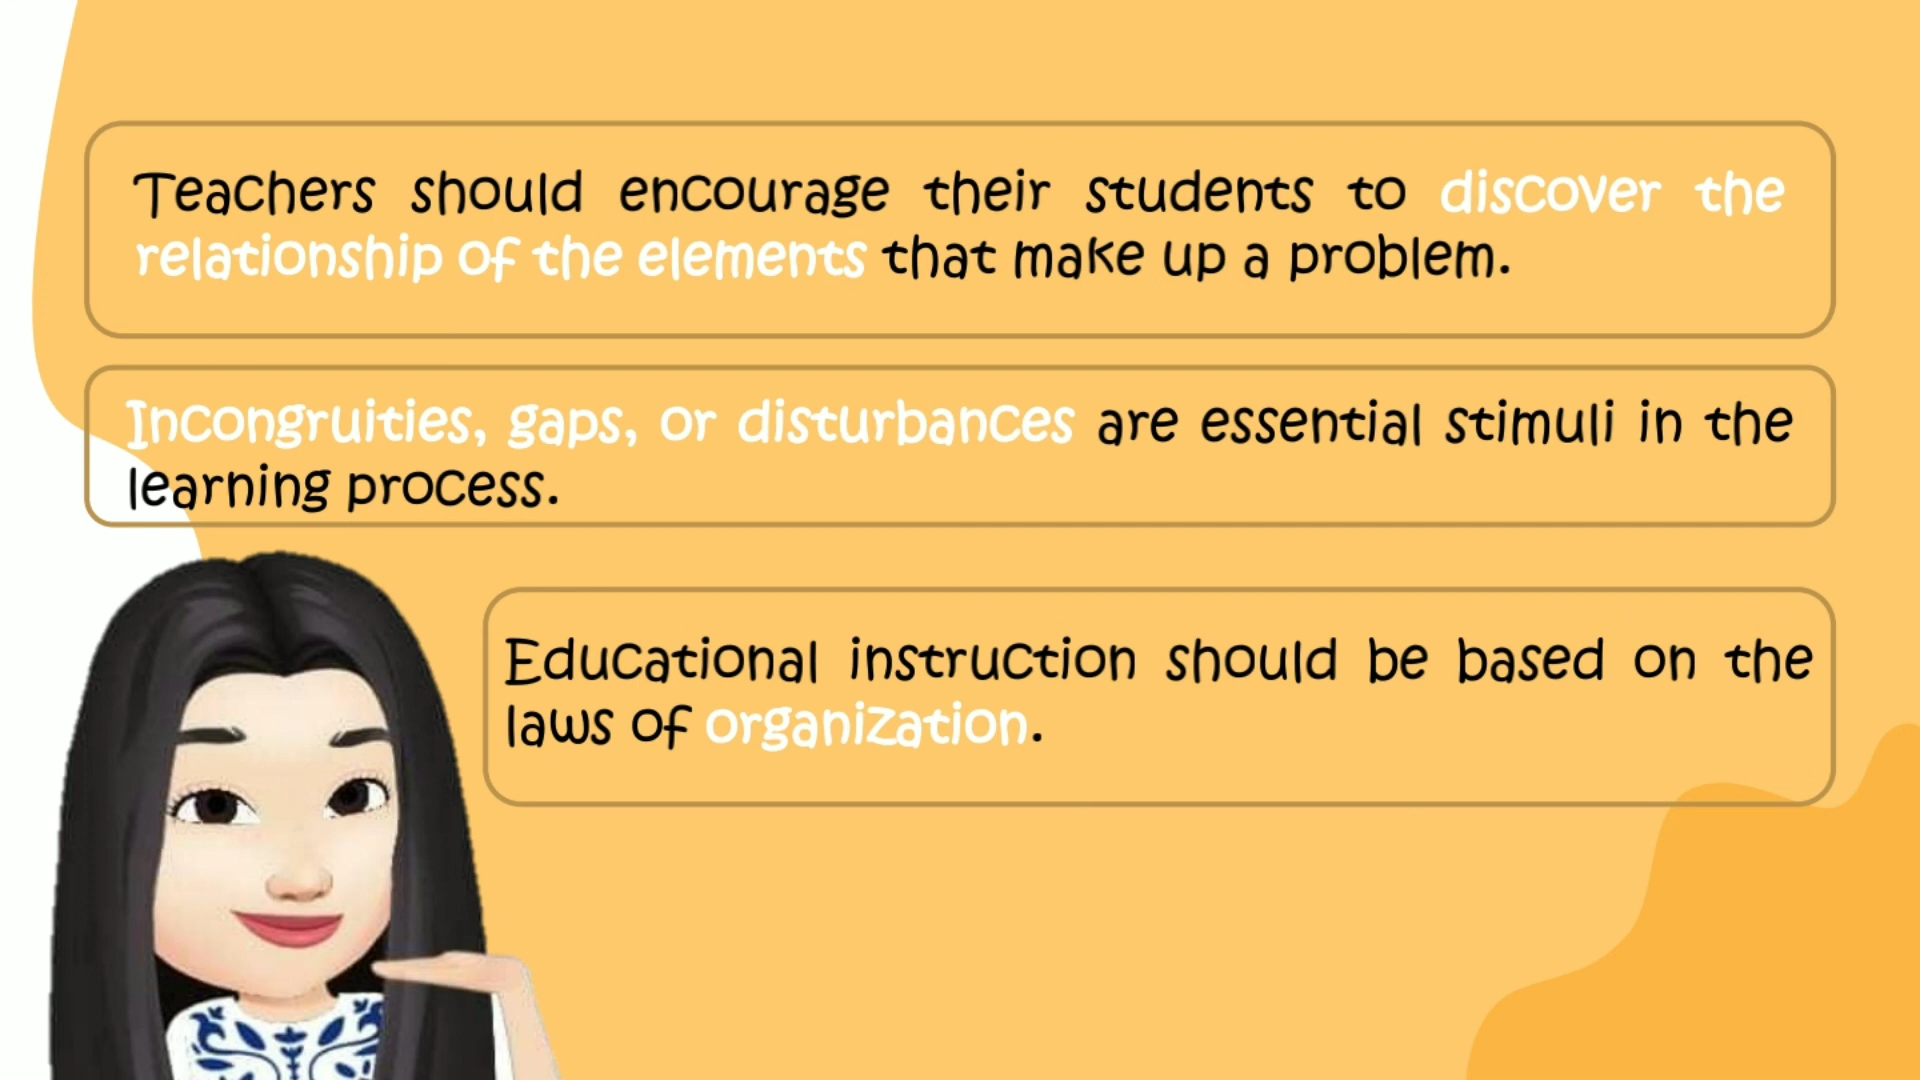 Teachers should encourage their students to discover the
relationship of the elements that make up a problem.
Incongruities, gaps, or disturbances are essential stimuli in the
learning process.
Educational instruction should be based on the
laws of organization.